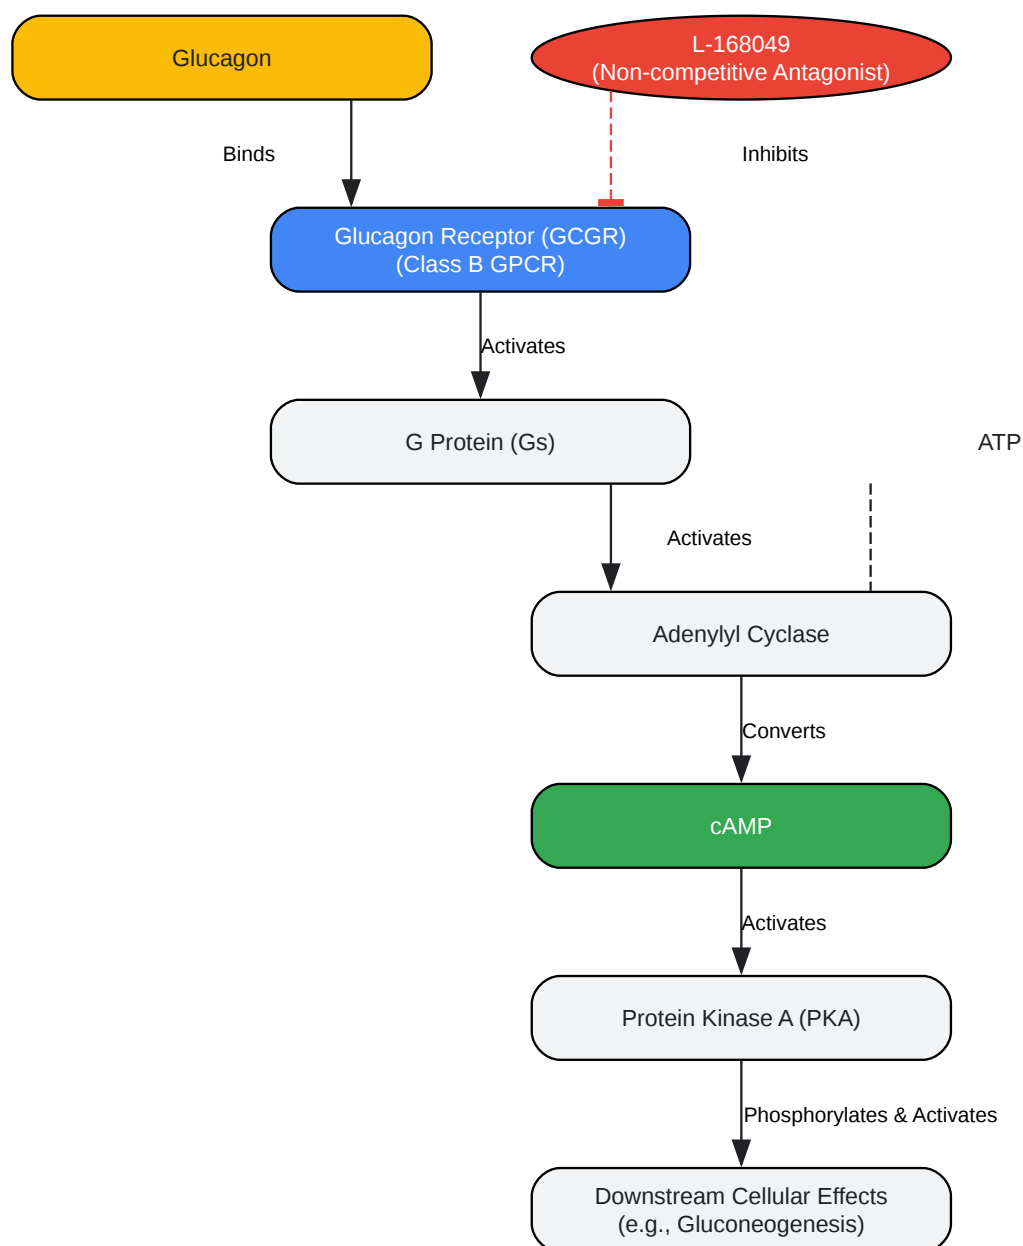 Glucagon
L-168049
(Non-competitive Antagonist)
Binds
Inhibits
Glucagon Receptor (GCGR)
(Class B GPCR)
Activates
G Protein (Gs)
ATP
Activates
Adenylyl Cyclase
Converts
cAMP
Activates
Protein Kinase A (PKA)
Phosphorylates & Activates
Downstream Cellular Effects
(e.g., Gluconeogenesis)